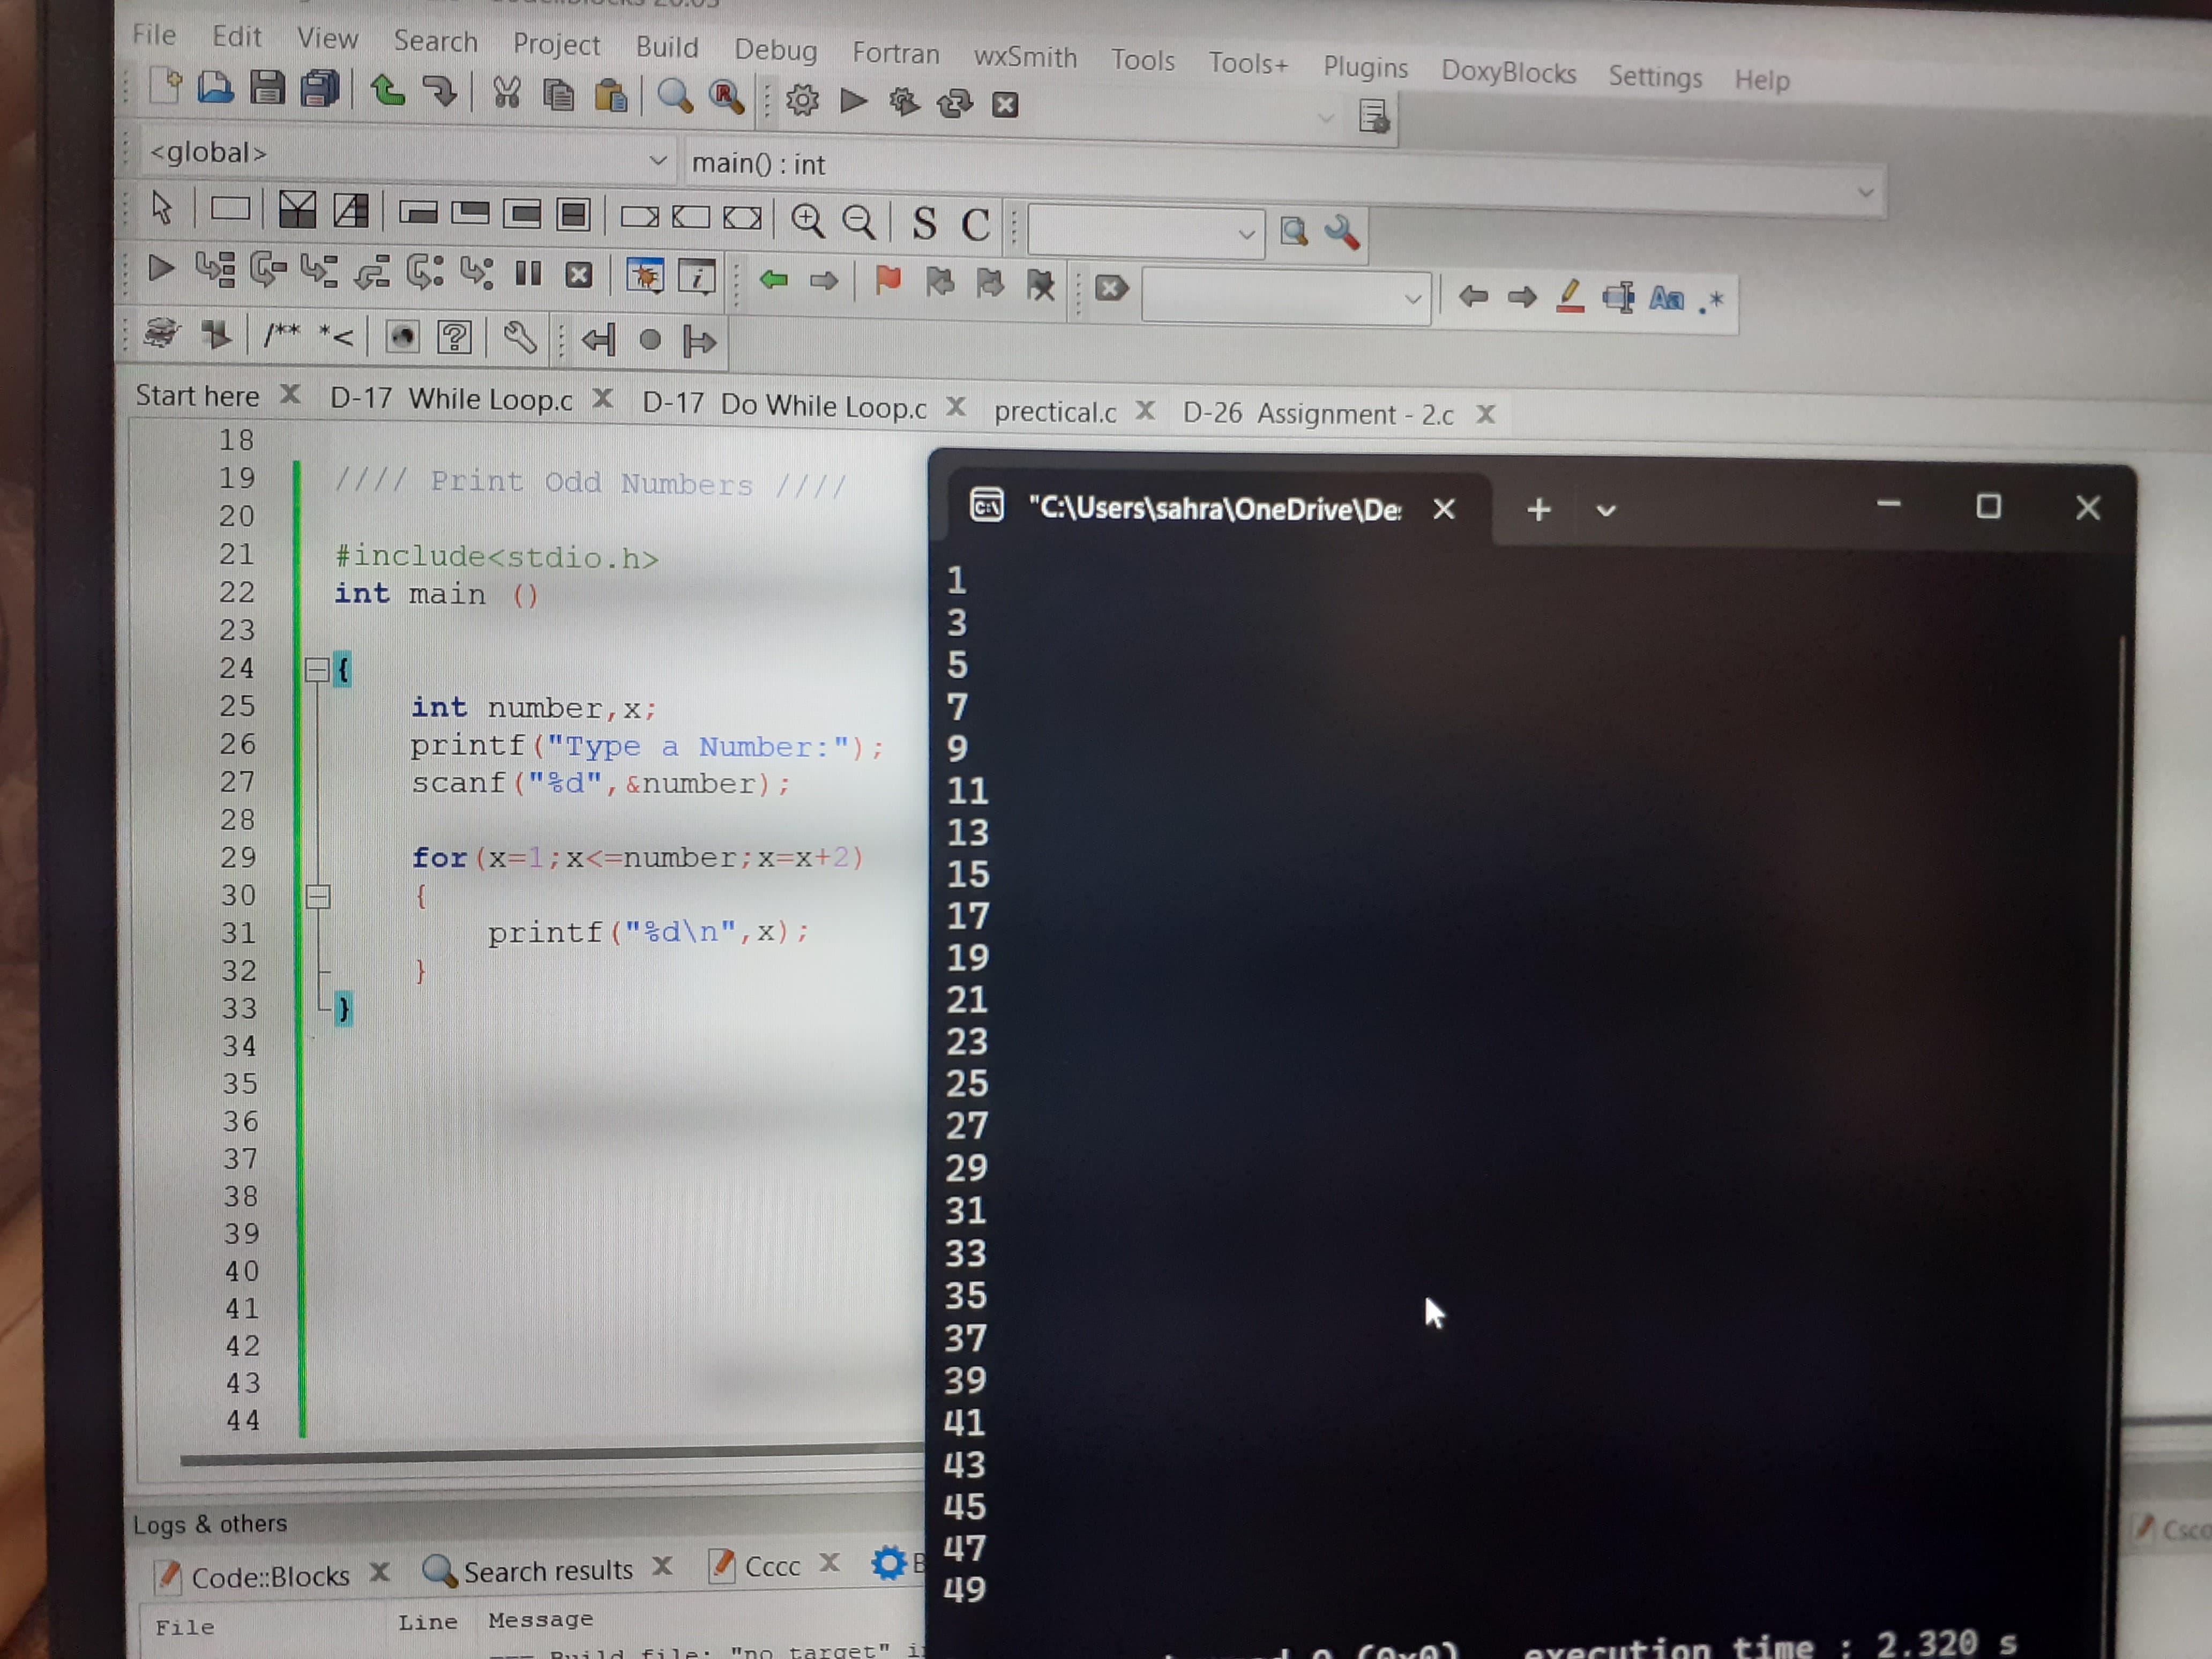 File Edit View Search Project Build Debug Fortran wxSmith Tools Tools+ Plugins DoxyBlocks Settings Help
<global> main() : int
S C
i Aa .*
/** *<
Start here D-17 While Loop.c D-17 Do While Loop.c prectical.c D-26 Assignment - 2.c
18
19 //// Print Odd Numbers ////
20
21 #include<stdio.h>
22 int main ()
23
24 {
25 int number,x;
26 printf("Type a Number:");
27 scanf("%d",&number);
28
29 for(x=1;x<=number;x=x+2)
30 {
31 printf("%d\n",x);
32 }
33 }
34
35
36
37
38
39
40
41
42
43
44
"C:\Users\sahra\OneDrive\De:
1
3
5
7
9
11
13
15
17
19
21
23
25
27
29
31
33
35
37
39
41
43
45
47
49
execution time : 2.320 s
Logs & others
Code::Blocks Search results Cccc B
File Line Message
Build file: "no target" i
Csco